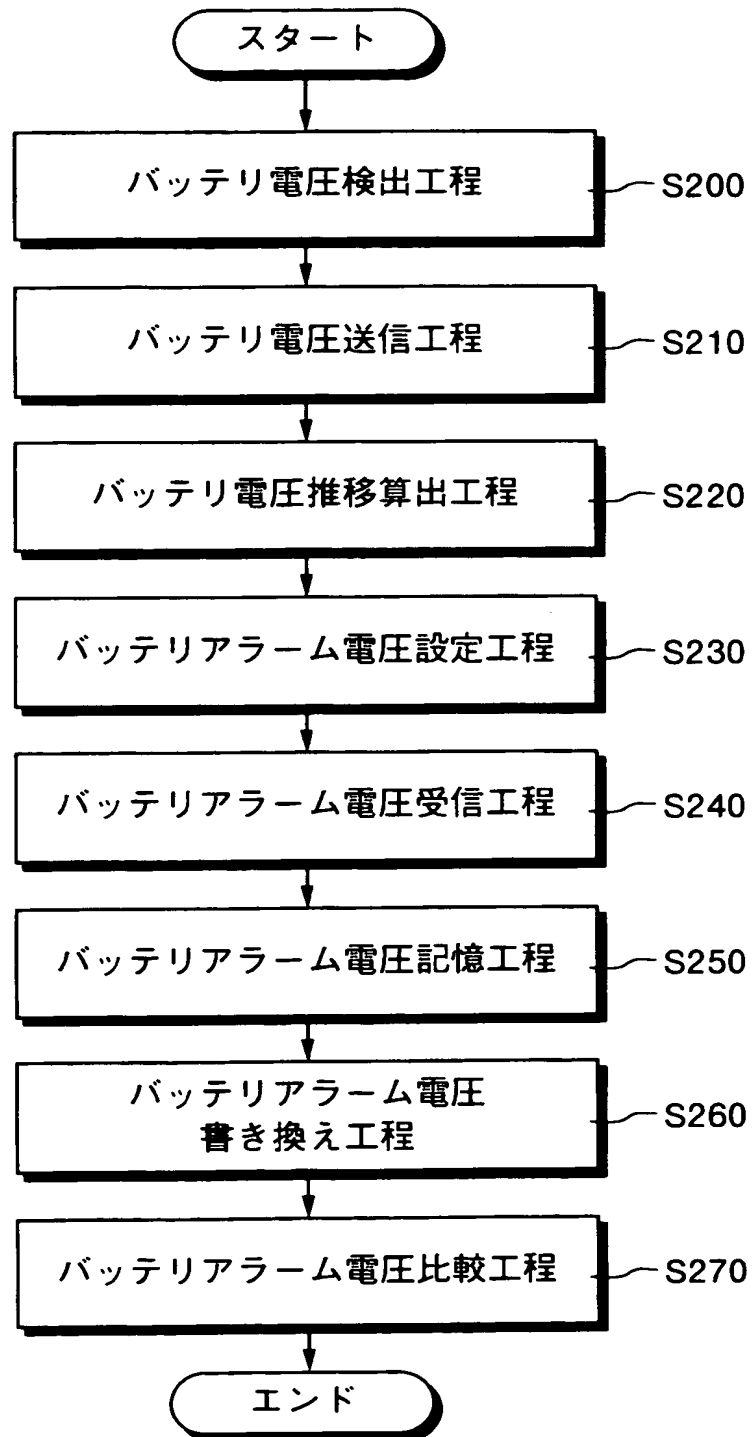 スタート
バッテリ電圧検出工程
S200
バッテリ電圧送信工程
S210
バッテリ電圧推移算出工程
S220
バッテリアラーム電圧設定工程
S230
バッテリアラーム電圧受信工程
S240
バッテリアラーム電圧記憶工程
S250
バッテリアラーム電圧
書き換え工程
S260
バッテリアラーム電圧比較工程
S270
エンド